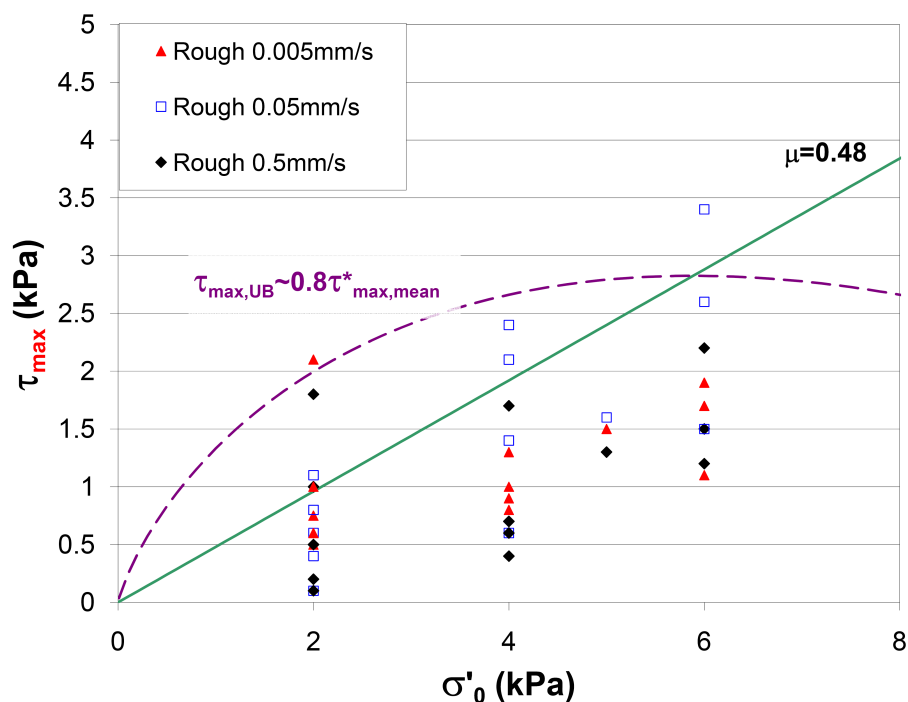 5
4.5
4
3.5
3
2.5
2
1.5
1
0.5
0
Rough 0.005mm/s
Rough 0.05mm/s
Rough 0.5mm/s
μ=0.48
τmax,UB~0.8τ*max,mean
τmax (kPa)
0 2 4 6 8
σ'0 (kPa)